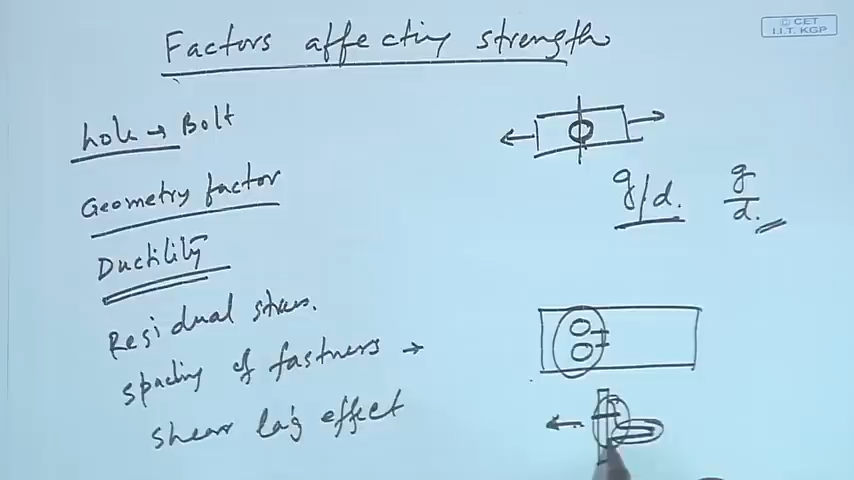 Factors affecting strength
© CET
I.I.T. KGP
hole → Bolt
Geometry factor
g/d.
g
d.
Ductility
Residual stress.
spacing of fastners →
shear lag effect